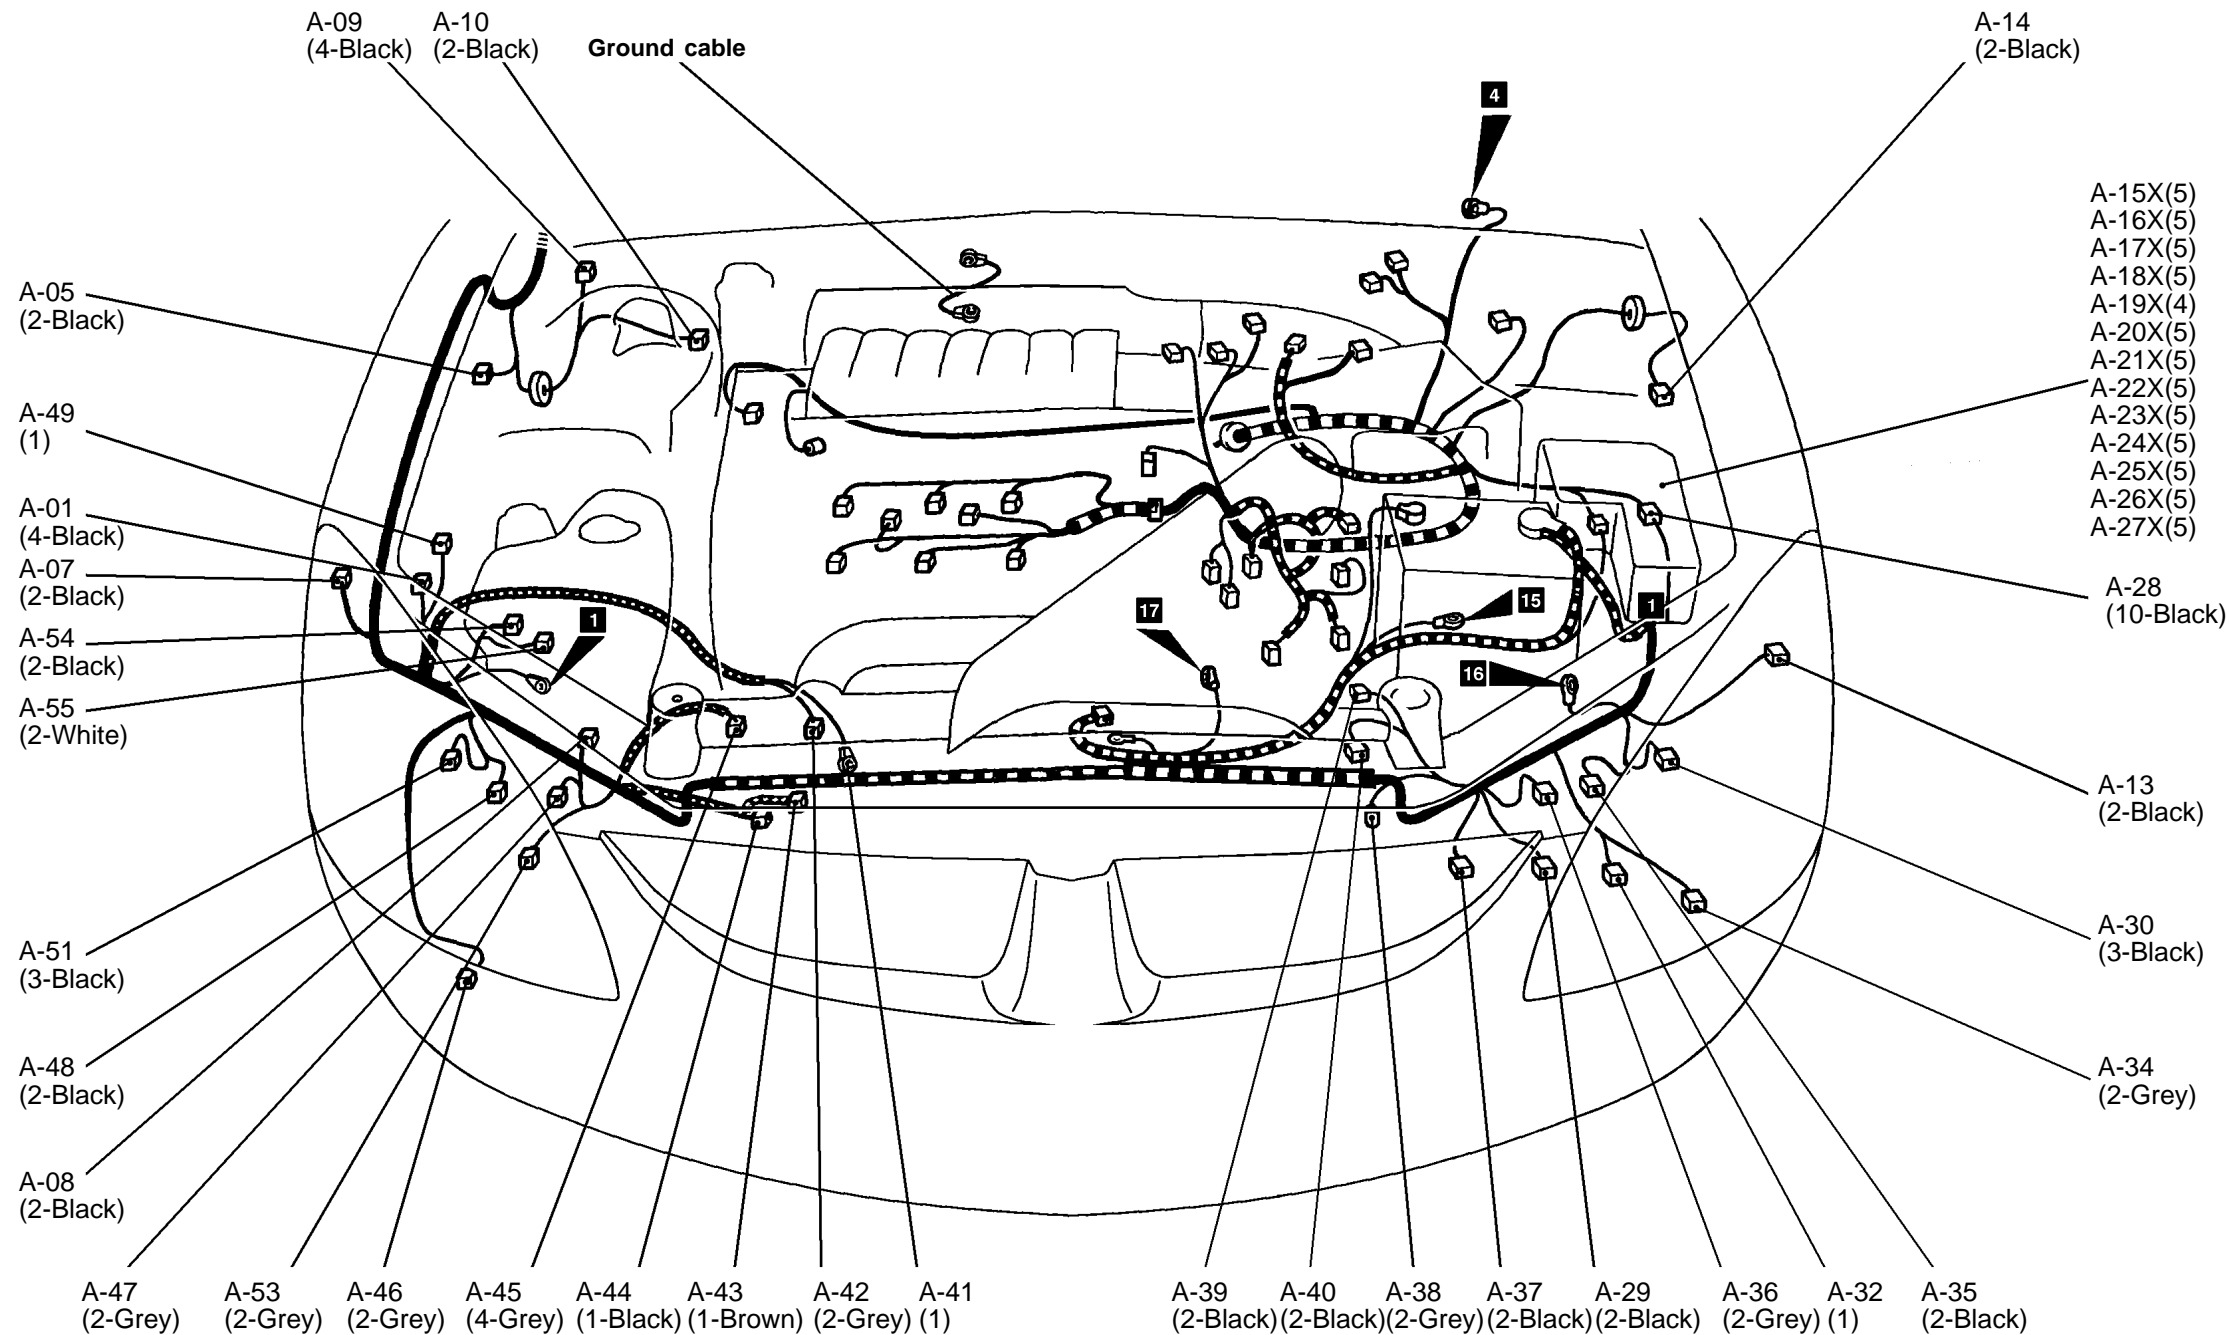 A-09
(4-Black)
A-10
(2-Black)
Ground cable
A-14
(2-Black)
4
A-15X(5)
A-16X(5)
A-17X(5)
A-18X(5)
A-19X(4)
A-20X(5)
A-21X(5)
A-22X(5)
A-23X(5)
A-24X(5)
A-25X(5)
A-26X(5)
A-27X(5)
A-05
(2-Black)
A-49
(1)
A-01
(4-Black)
A-07
(2-Black)
A-54
(2-Black)
A-55
(2-White)
1
17
15
1
16
A-28
(10-Black)
A-13
(2-Black)
A-30
(3-Black)
A-34
(2-Grey)
A-51
(3-Black)
A-48
(2-Black)
A-08
(2-Black)
A-47
(2-Grey)
A-53
(2-Grey)
A-46
(2-Grey)
A-45
(4-Grey)
A-44
(1-Black)
A-43
(1-Brown)
A-42
(2-Grey)
A-41
(1)
A-39
(2-Black)
A-40
(2-Black)
A-38
(2-Grey)
A-37
(2-Black)
A-29
(2-Black)
A-36
(2-Grey)
A-32
(1)
A-35
(2-Black)